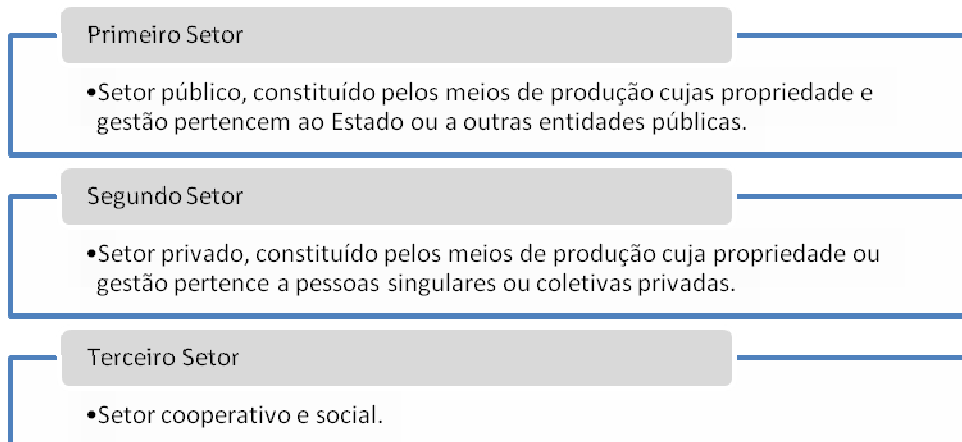 Primeiro Setor
•Setor público, constituído pelos meios de produção cujas propriedade e
gestão pertencem ao Estado ou a outras entidades públicas.
Segundo Setor
•Setor privado, constituído pelos meios de produção cuja propriedade ou
gestão pertence a pessoas singulares ou coletivas privadas.
Terceiro Setor
•Setor cooperativo e social.